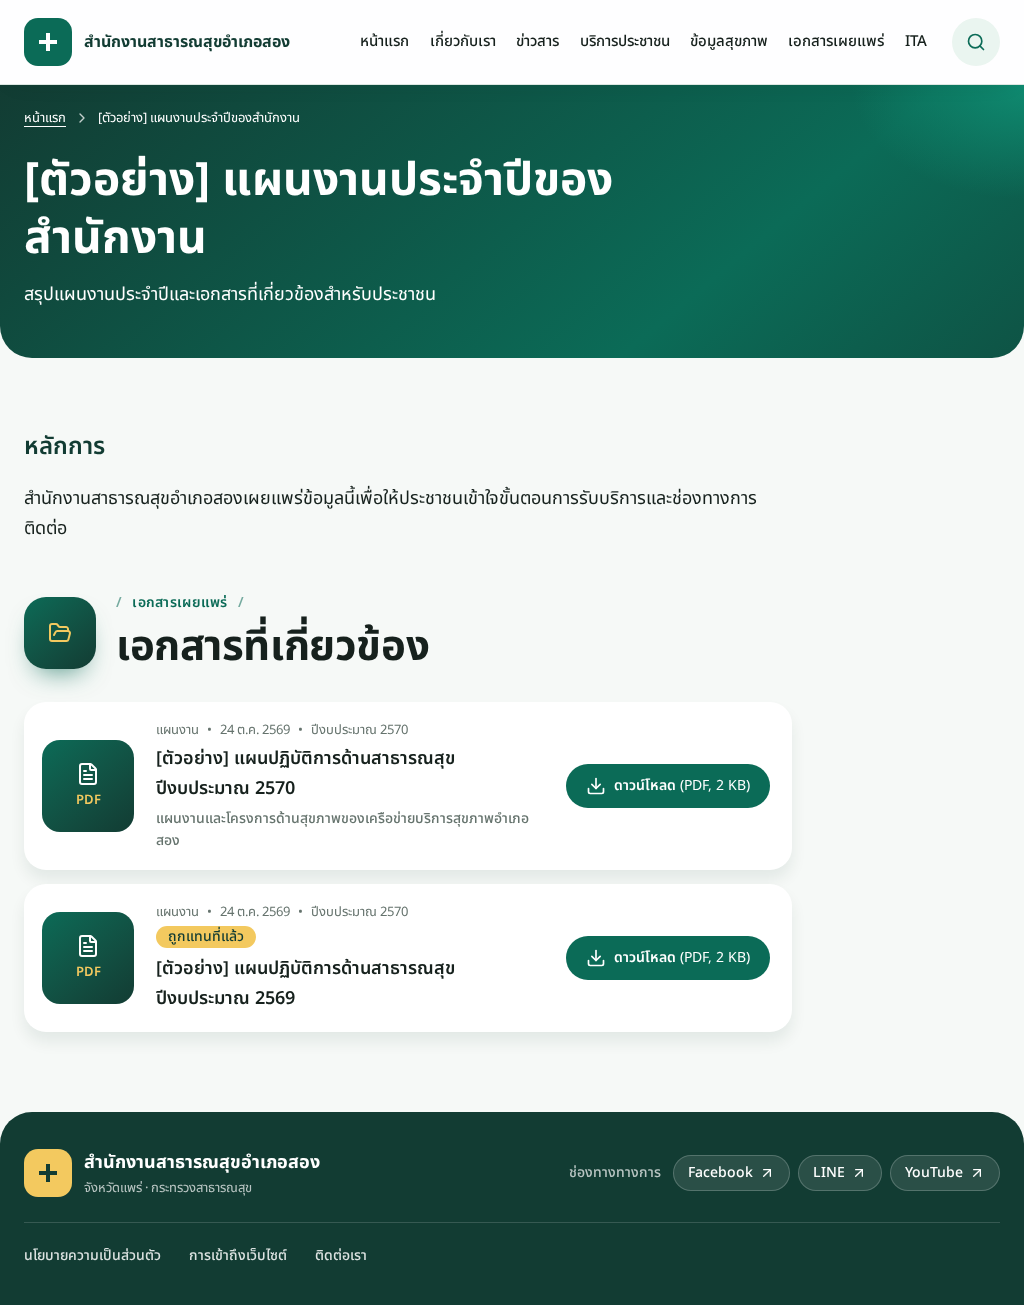 สำนักงานสาธารณสุขอำเภอสอง
หน้าแรก เกี่ยวกับเรา ข่าวสาร บริการประชาชน ข้อมูลสุขภาพ เอกสารเผยแพร่ ITA
หน้าแรก > [ตัวอย่าง] แผนงานประจำปีของสำนักงาน
[ตัวอย่าง] แผนงานประจำปีของ
สำนักงาน
สรุปแผนงานประจำปีและเอกสารที่เกี่ยวข้องสำหรับประชาชน
หลักการ
สำนักงานสาธารณสุขอำเภอสองเผยแพร่ข้อมูลนี้เพื่อให้ประชาชนเข้าใจขั้นตอนการรับบริการและช่องทางการ
ติดต่อ
/ เอกสารเผยแพร่ /
เอกสารที่เกี่ยวข้อง
แผนงาน • 24 ต.ค. 2569 • ปีงบประมาณ 2570
[ตัวอย่าง] แผนปฏิบัติการด้านสาธารณสุข
ปีงบประมาณ 2570
แผนงานและโครงการด้านสุขภาพของเครือข่ายบริการสุขภาพอำเภอ
สอง
PDF
ดาวน์โหลด (PDF, 2 KB)
แผนงาน • 24 ต.ค. 2569 • ปีงบประมาณ 2570
ถูกแทนที่แล้ว
[ตัวอย่าง] แผนปฏิบัติการด้านสาธารณสุข
ปีงบประมาณ 2569
PDF
ดาวน์โหลด (PDF, 2 KB)
สำนักงานสาธารณสุขอำเภอสอง
จังหวัดแพร่ · กระทรวงสาธารณสุข
ช่องทางทางการ Facebook LINE YouTube
นโยบายความเป็นส่วนตัว การเข้าถึงเว็บไซต์ ติดต่อเรา